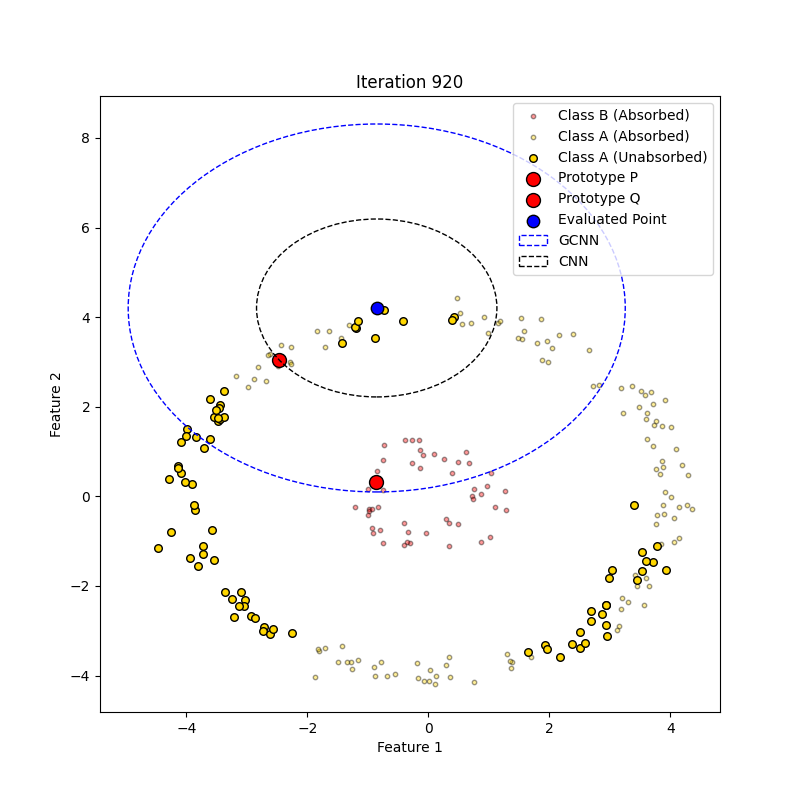 Iteration 920
Class B (Absorbed)
Class A (Absorbed)
Class A (Unabsorbed)
Prototype P
Prototype Q
Evaluated Point
GCNN
CNN
8
6
4
2
0
−2
−4
Feature 2
−4
−2
0
2
4
Feature 1